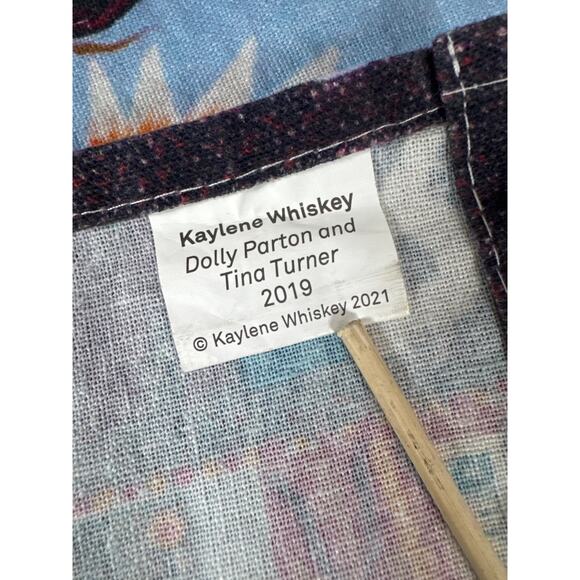 Kaylene Whiskey
Dolly Parton and
Tina Turner
2019
© Kaylene Whiskey 2021